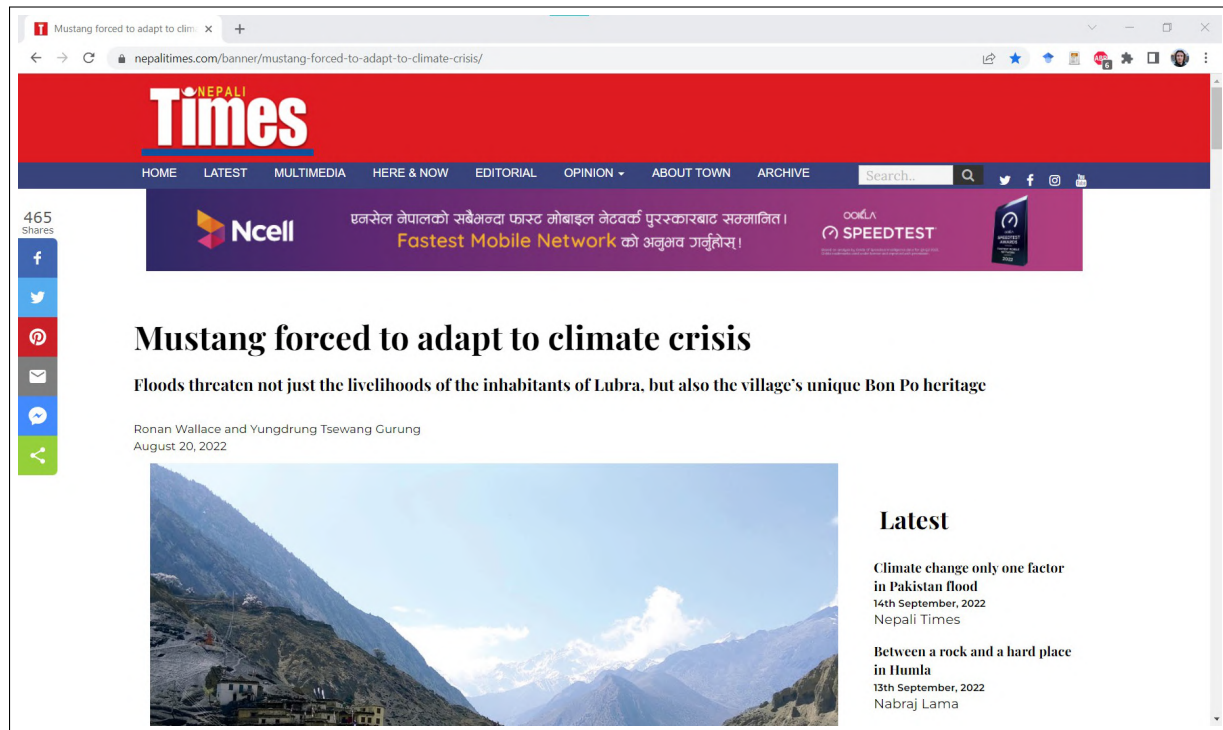 Mustang forced to adapt to clim
nepalitimes.com/banner/mustang-forced-to-adapt-to-climate-crisis/
ABP
6
NEPALI
Times
HOME LATEST MULTIMEDIA HERE & NOW EDITORIAL OPINION ABOUT TOWN ARCHIVE
Search..
465
Shares
Ncell
एनसेल नेपालको सबैभन्दा फास्ट मोबाइल नेटवर्क पुरस्कारबाट सम्मानित।
Fastest Mobile Network को अनुभव गर्नुहोस्!
OOKLA
SPEEDTEST
Mustang forced to adapt to climate crisis
Floods threaten not just the livelihoods of the inhabitants of Lubra, but also the village's unique Bon Po heritage
Ronan Wallace and Yungdrung Tsewang Gurung
August 20, 2022
Latest
Climate change only one factor
in Pakistan flood
14th September, 2022
Nepali Times
Between a rock and a hard place
in Humla
13th September, 2022
Nabraj Lama